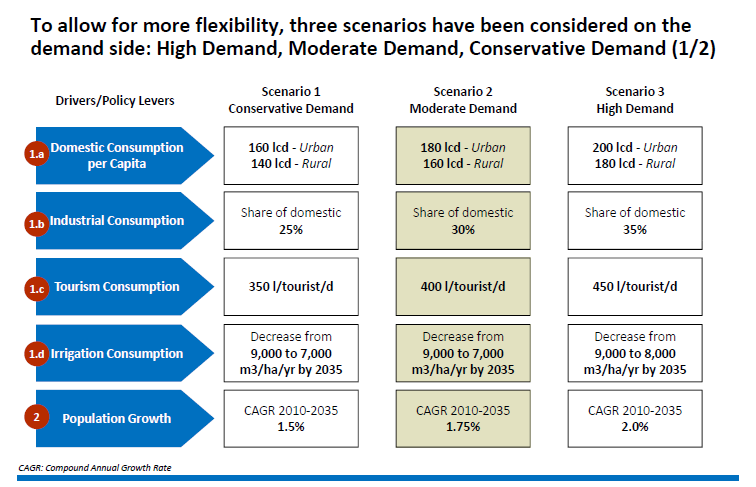 To allow for more flexibility, three scenarios have been considered on the
demand side: High Demand, Moderate Demand, Conservative Demand (1/2)
Drivers/Policy Levers
Scenario 1
Conservative Demand
Scenario 2
Moderate Demand
Scenario 3
High Demand
1.a
Domestic Consumption
per Capita
160 lcd - Urban
140 lcd - Rural
180 lcd - Urban
160 lcd - Rural
200 lcd - Urban
180 lcd - Rural
1.b
Industrial Consumption
Share of domestic
25%
Share of domestic
30%
Share of domestic
35%
1.c
Tourism Consumption
350 l/tourist/d
400 l/tourist/d
450 l/tourist/d
1.d
Irrigation Consumption
Decrease from
9,000 to 7,000
m3/ha/yr by 2035
Decrease from
9,000 to 7,000
m3/ha/yr by 2035
Decrease from
9,000 to 8,000
m3/ha/yr by 2035
2
Population Growth
CAGR 2010-2035
1.5%
CAGR 2010-2035
1.75%
CAGR 2010-2035
2.0%
CAGR: Compound Annual Growth Rate